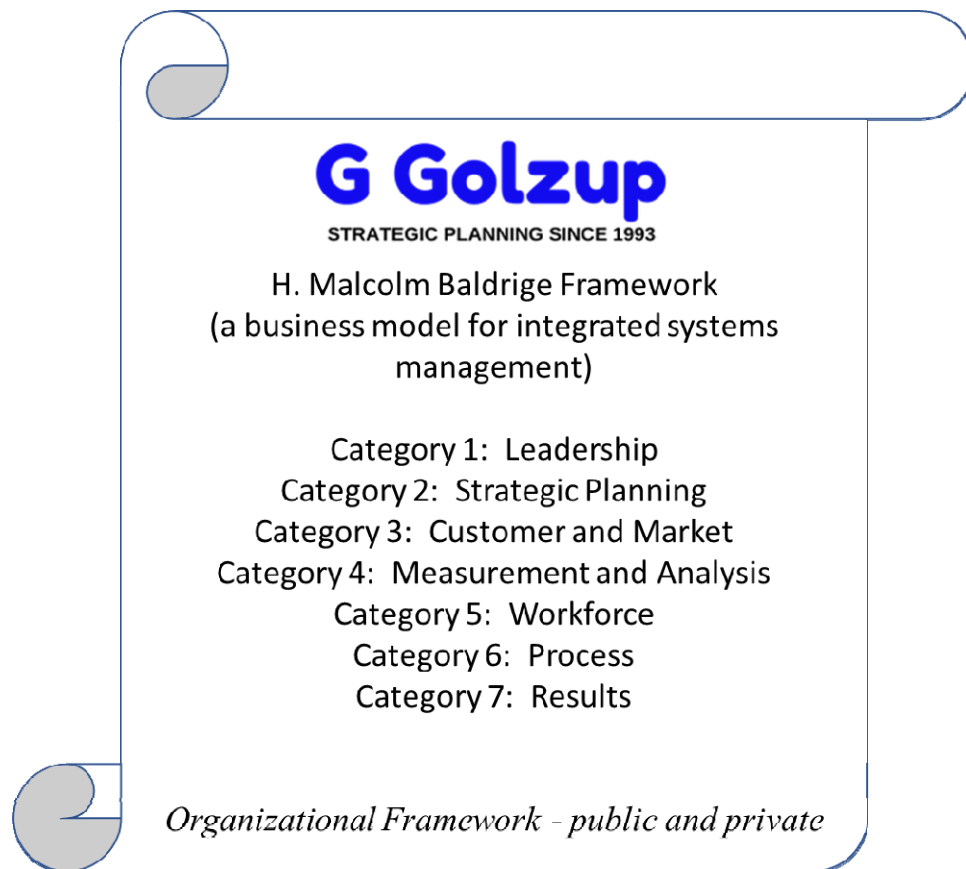 G Golzup
STRATEGIC PLANNING SINCE 1993
H. Malcolm Baldrige Framework
(a business model for integrated systems
management)
Category 1: Leadership
Category 2: Strategic Planning
Category 3: Customer and Market
Category 4: Measurement and Analysis
Category 5: Workforce
Category 6: Process
Category 7: Results
Organizational Framework - public and private